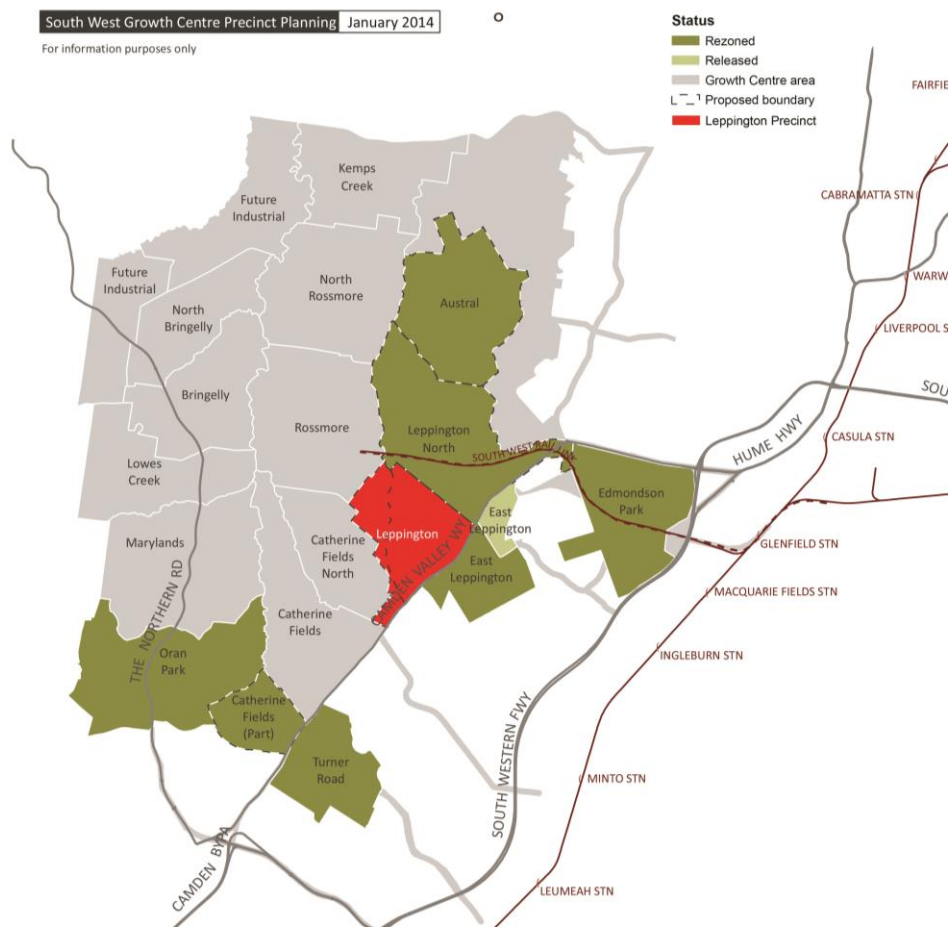 South West Growth Centre Precinct Planning January 2014
For information purposes only
O
Status
Rezoned
Released
Growth Centre area
Proposed boundary
Leppington Precinct
FAIRFIE
Kemps
Creek
CABRAMATTA STN
Future
Industrial
Future
Industrial
WARW
North
Rossmore
Austral
North
Bringelly
LIVERPOOL S
Bringelly
SOU
Rossmore
Leppington
North
HUME HWY
CASULA STN
SOUTH WEST RAIL LINK
Lowes
Creek
Edmondson
Park
East
Leppington
Leppington
CAMDEN VALLEY WY
Marylands
Catherine
Fields
North
GLENFIELD STN
East
Leppington
MACQUARIE FIELDS STN
THE NORTHERN RD
Catherine
Fields
Oran
Park
INGLEBURN STN
Catherine
Fields
(Part)
SOUTH WESTERN FWY
Turner
Road
MINTO STN
CAMDEN BYPA
LEUMEAH STN